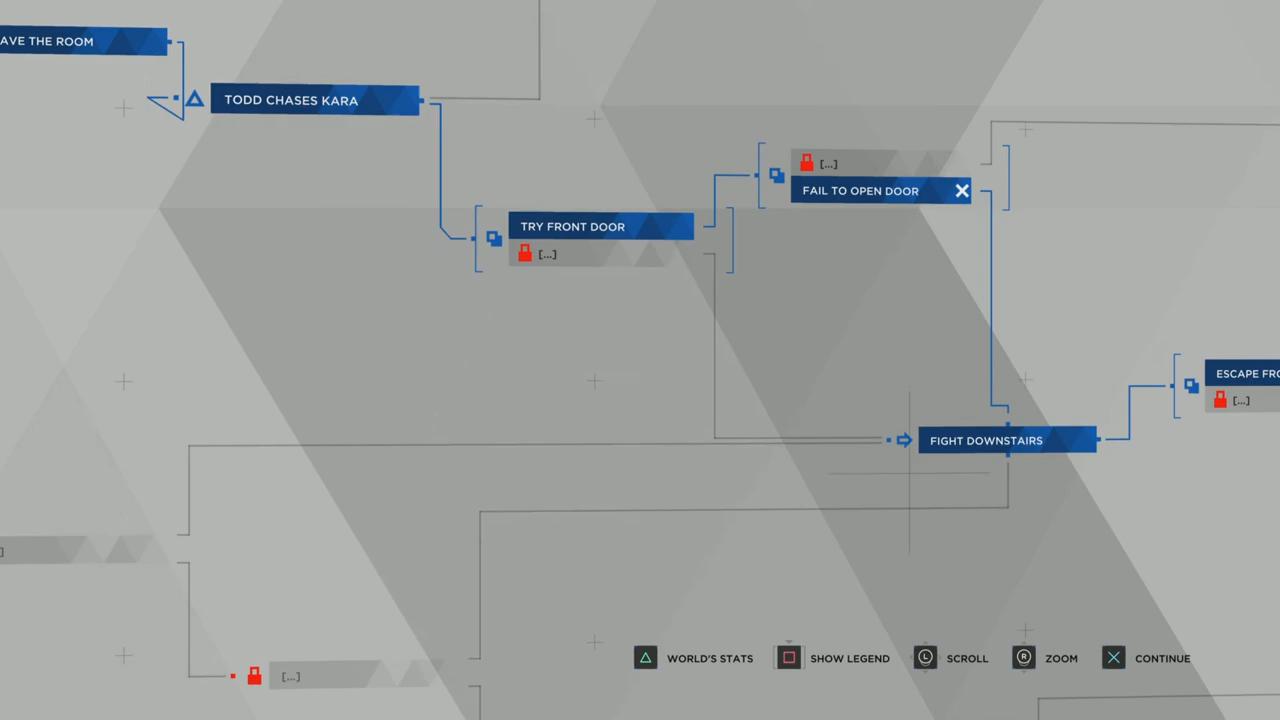 AVE THE ROOM
TODD CHASES KARA
[...]
FAIL TO OPEN DOOR
TRY FRONT DOOR
[...]
ESCAPE FRO
[...]
FIGHT DOWNSTAIRS
]
[...]
WORLD'S STATS
SHOW LEGEND
L
SCROLL
R
ZOOM
CONTINUE